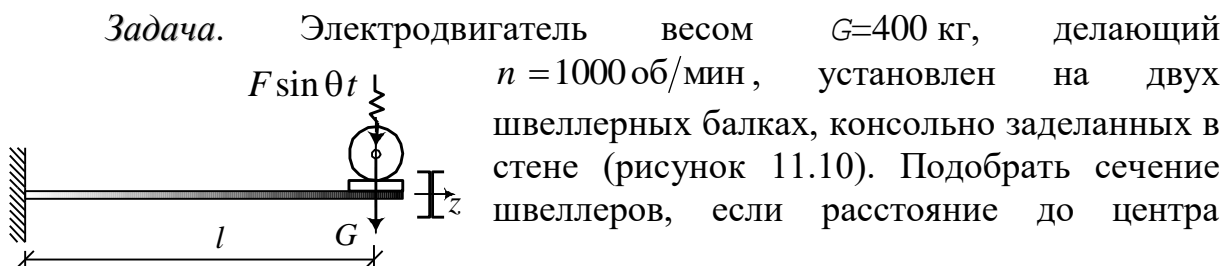 Задача. Электродвигатель весом G=400 кг, делающий
F sin θt
n = 1000 об/мин, установлен на двух
швеллерных балках, консольно заделанных в
стене (рисунок 11.10). Подобрать сечение
z
швеллеров, если расстояние до центра
l
G